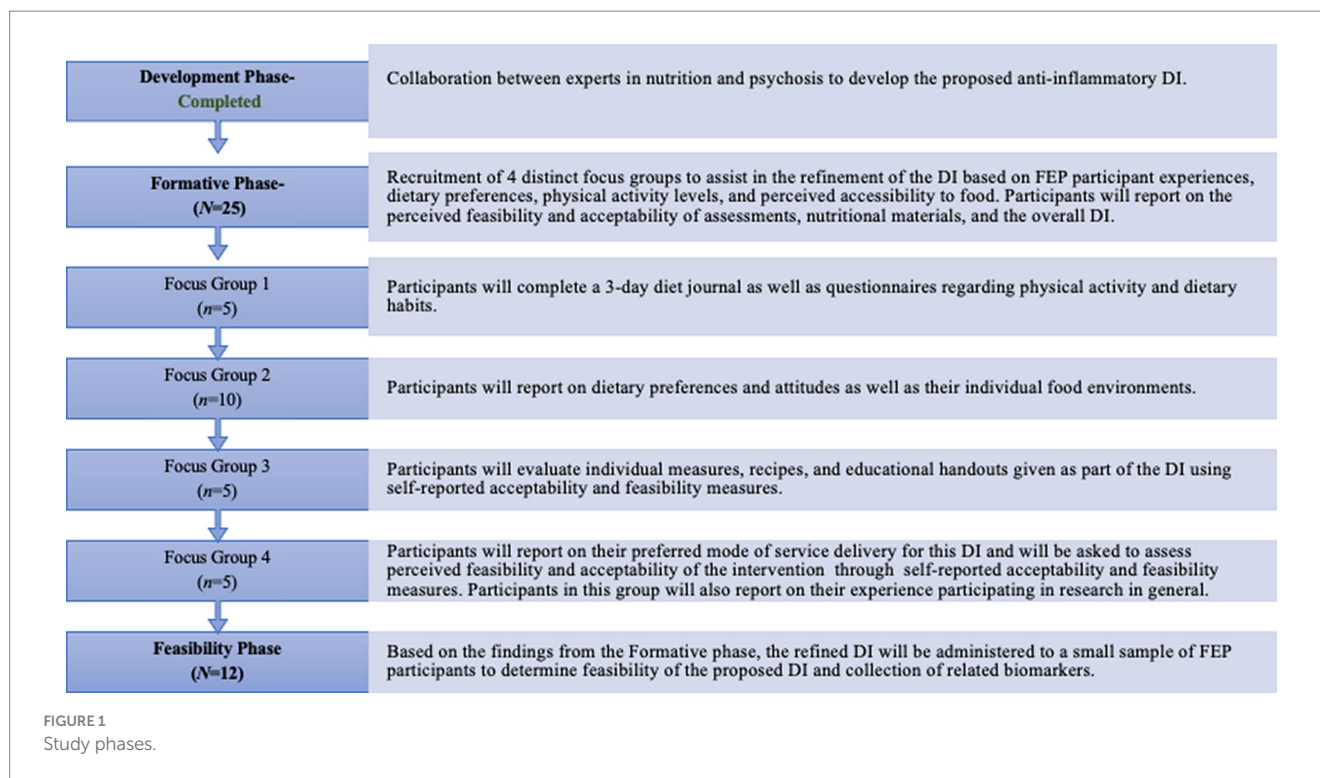 Development Phase-
Completed
Collaboration between experts in nutrition and psychosis to develop the proposed anti-inflammatory DI.
Formative Phase-
(N=25)
Recruitment of 4 distinct focus groups to assist in the refinement of the DI based on FEP participant experiences,
dietary preferences, physical activity levels, and perceived accessibility to food. Participants will report on the
perceived feasibility and acceptability of assessments, nutritional materials, and the overall DI.
Focus Group 1
(n=5)
Participants will complete a 3-day diet journal as well as questionnaires regarding physical activity and dietary
habits.
Focus Group 2
(n=10)
Participants will report on dietary preferences and attitudes as well as their individual food environments.
Focus Group 3
(n=5)
Participants will evaluate individual measures, recipes, and educational handouts given as part of the DI using
self-reported acceptability and feasibility measures.
Focus Group 4
(n=5)
Participants will report on their preferred mode of service delivery for this DI and will be asked to assess
perceived feasibility and acceptability of the intervention through self-reported acceptability and feasibility
measures. Participants in this group will also report on their experience participating in research in general.
Feasibility Phase
(N=12)
Based on the findings from the Formative phase, the refined DI will be administered to a small sample of FEP
participants to determine feasibility of the proposed DI and collection of related biomarkers.
FIGURE 1
Study phases.